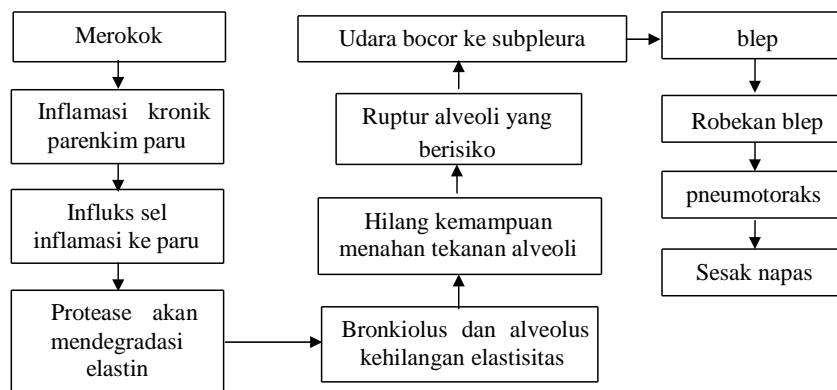 Merokok
Inflamasi kronik
parenkim paru
Influks sel
inflamasi ke paru
Protease akan
mendegradasi
elastin
Bronkiolus dan alveolus
kehilangan elastisitas
Hilang kemampuan
menahan tekanan alveoli
Ruptur alveoli yang
berisiko
Udara bocor ke subpleura
blep
Robekan blep
pneumotoraks
Sesak napas